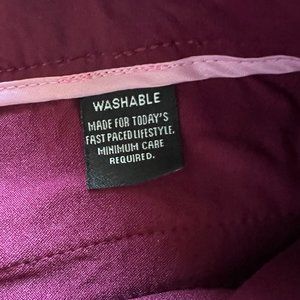 WASHABLE
MADE FOR TODAY'S
FAST PACED LIFESTYLE.
MINIMUM CARE
REQUIRED.